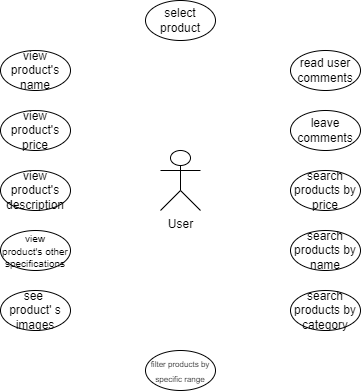 select
product
view
product's
name
read user
comments
view
product's
price
leave
comments
view
product's
description
search
products by
price
User
view
product's other
specifications
search
products by
name
see
product' s
images
search
products by
category
filter products by
specific range